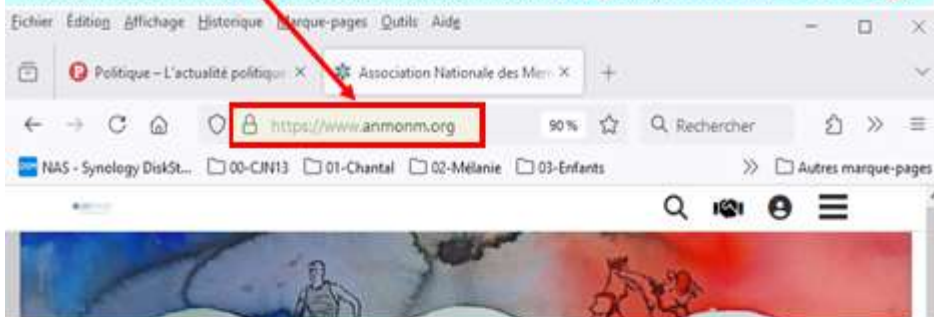 Fichier Édition Affichage Historique Marque-pages Outils Aide
Politique – L'actualité politique
Association Nationale des Mem
https://www.anmonm.org
90 %
Rechercher
NAS - Synology DiskSt...
00-CJN13
01-Chantal
02-Mélanie
03-Enfants
Autres marque-pages